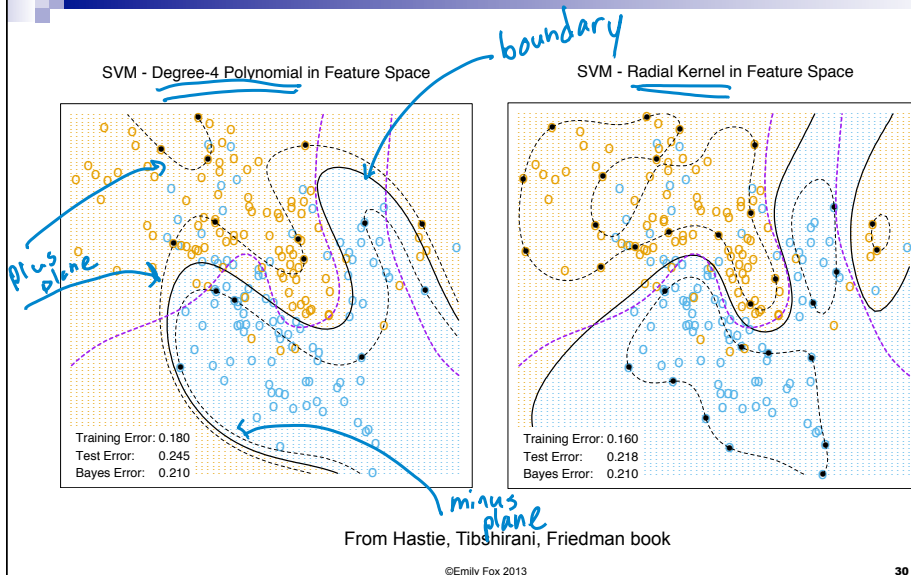 boundary
SVM - Degree-4 Polynomial in Feature Space
SVM - Radial Kernel in Feature Space
plus
plane
Training Error: 0.180
Test Error: 0.245
Bayes Error: 0.210
Training Error: 0.160
Test Error: 0.218
Bayes Error: 0.210
minus
plane
From Hastie, Tibshirani, Friedman book
©Emily Fox 2013
30